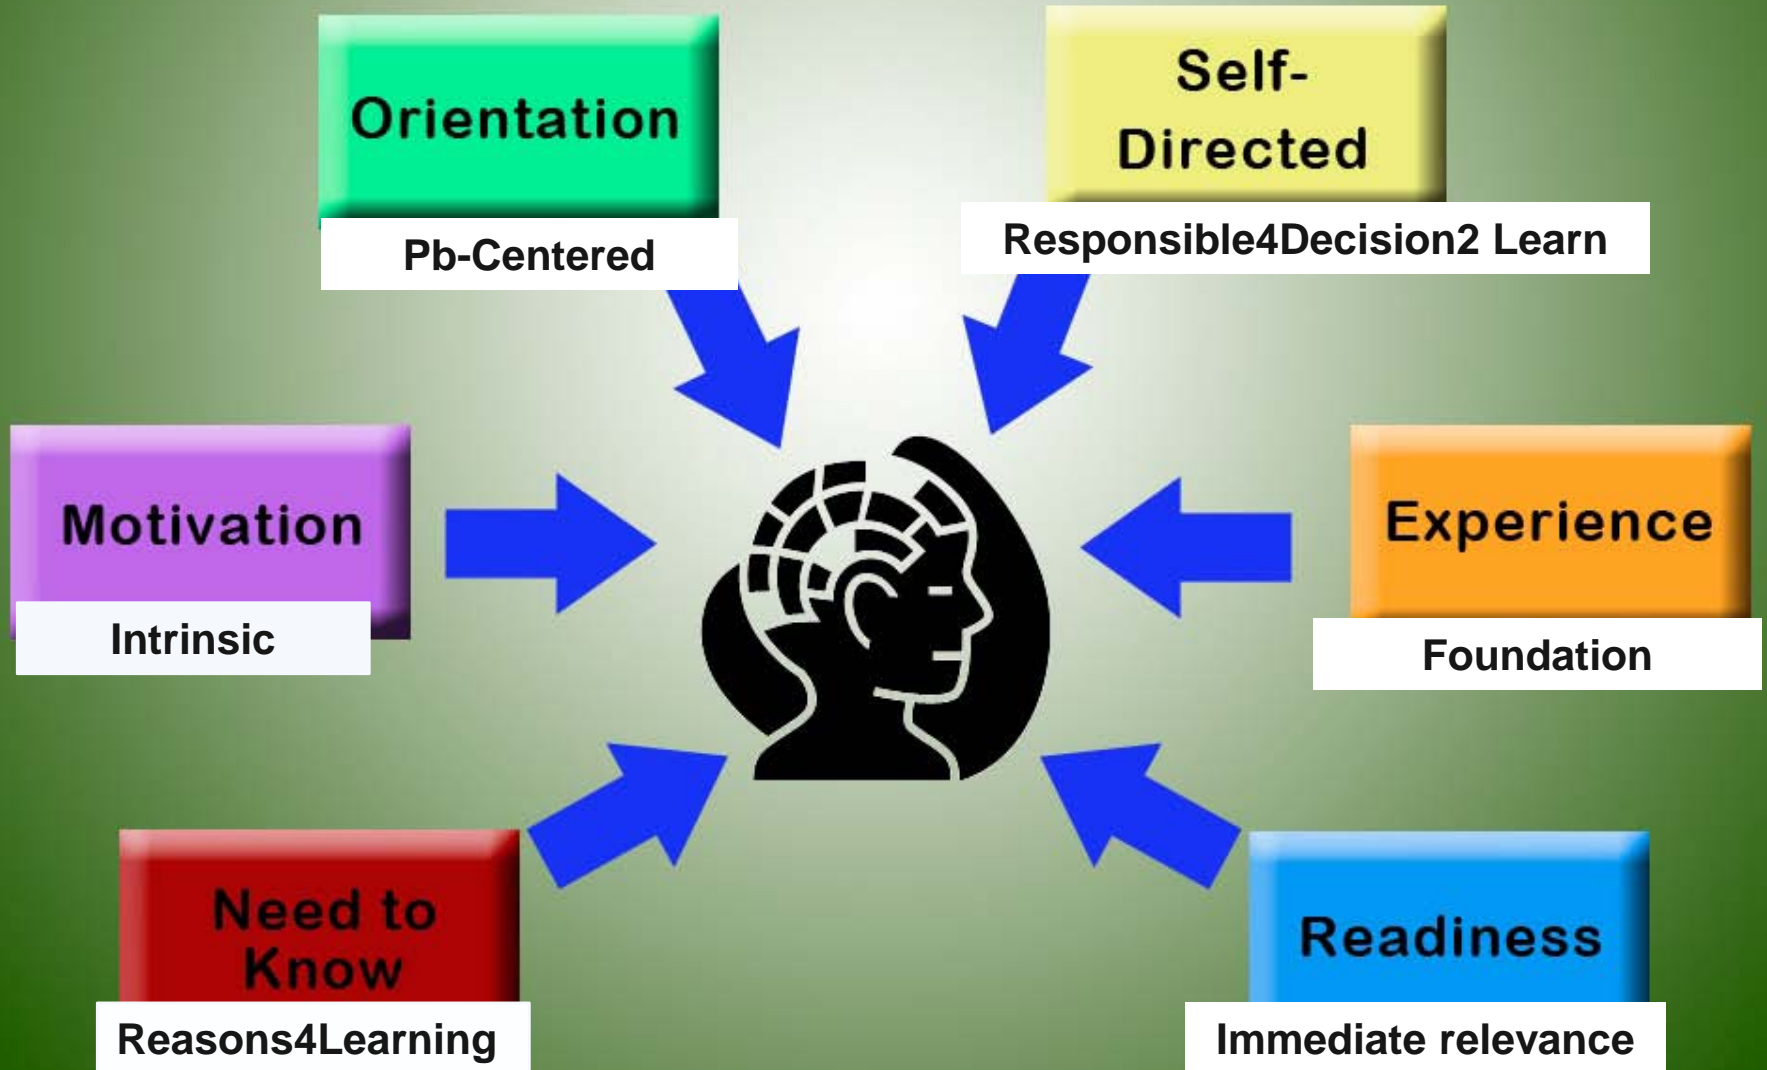 Orientation
Pb-Centered
Self-
Directed
Responsible4Decision2 Learn
Motivation
Intrinsic
Experience
Foundation
Need to
Know
Reasons4Learning
Readiness
Immediate relevance